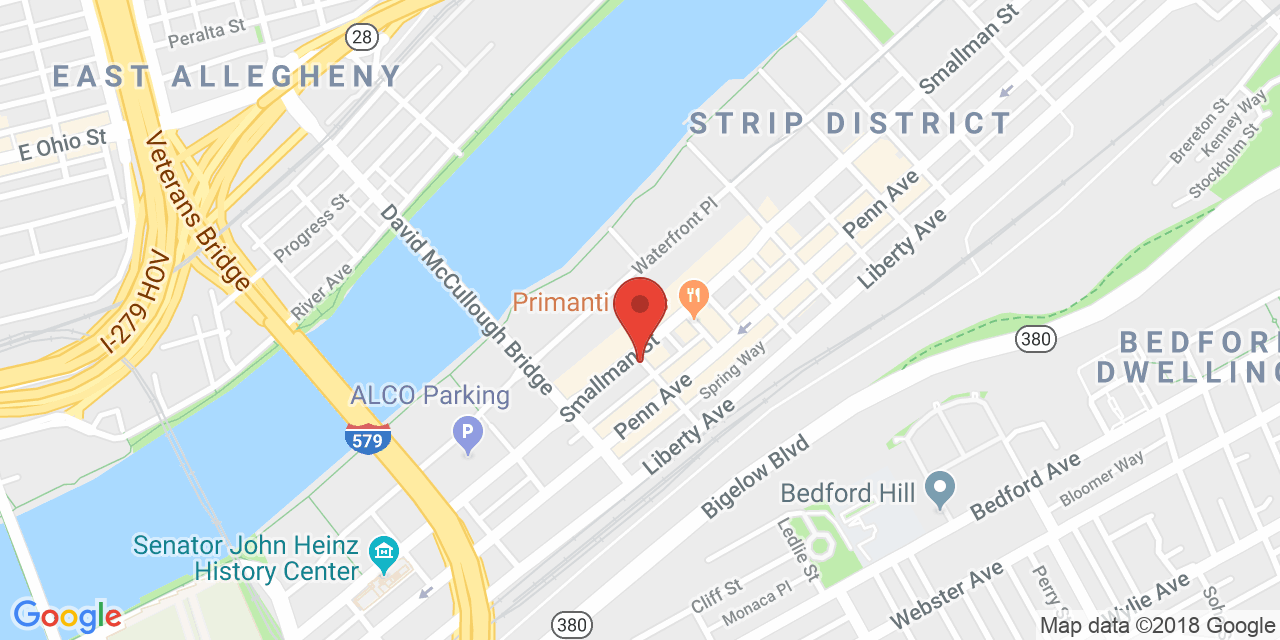 Peralta St
28
EAST ALLEGHENY
E Ohio St
Veterans Bridge
Progress St
River Ave
I-279 HOV
David McCullough Bridge
Smallman St
STRIP DISTRICT
Brereton St
Kenney Way
Stockholm St
Penn Ave
Liberty Ave
Waterfront Pl
Primanti
Smallman St
Spring Way
Penn Ave
Liberty Ave
380
BEDFORD
DWELLING
ALCO Parking
P
579
Bigelow Blvd
Bedford Hill
Bedford Ave
Bloomer Way
Ledlie St
Senator John Heinz
History Center
Cliff St
Monaca Pl
Webster Ave
Perry St
Wylie Ave
Soh
380
Google
Map data ©2018 Google